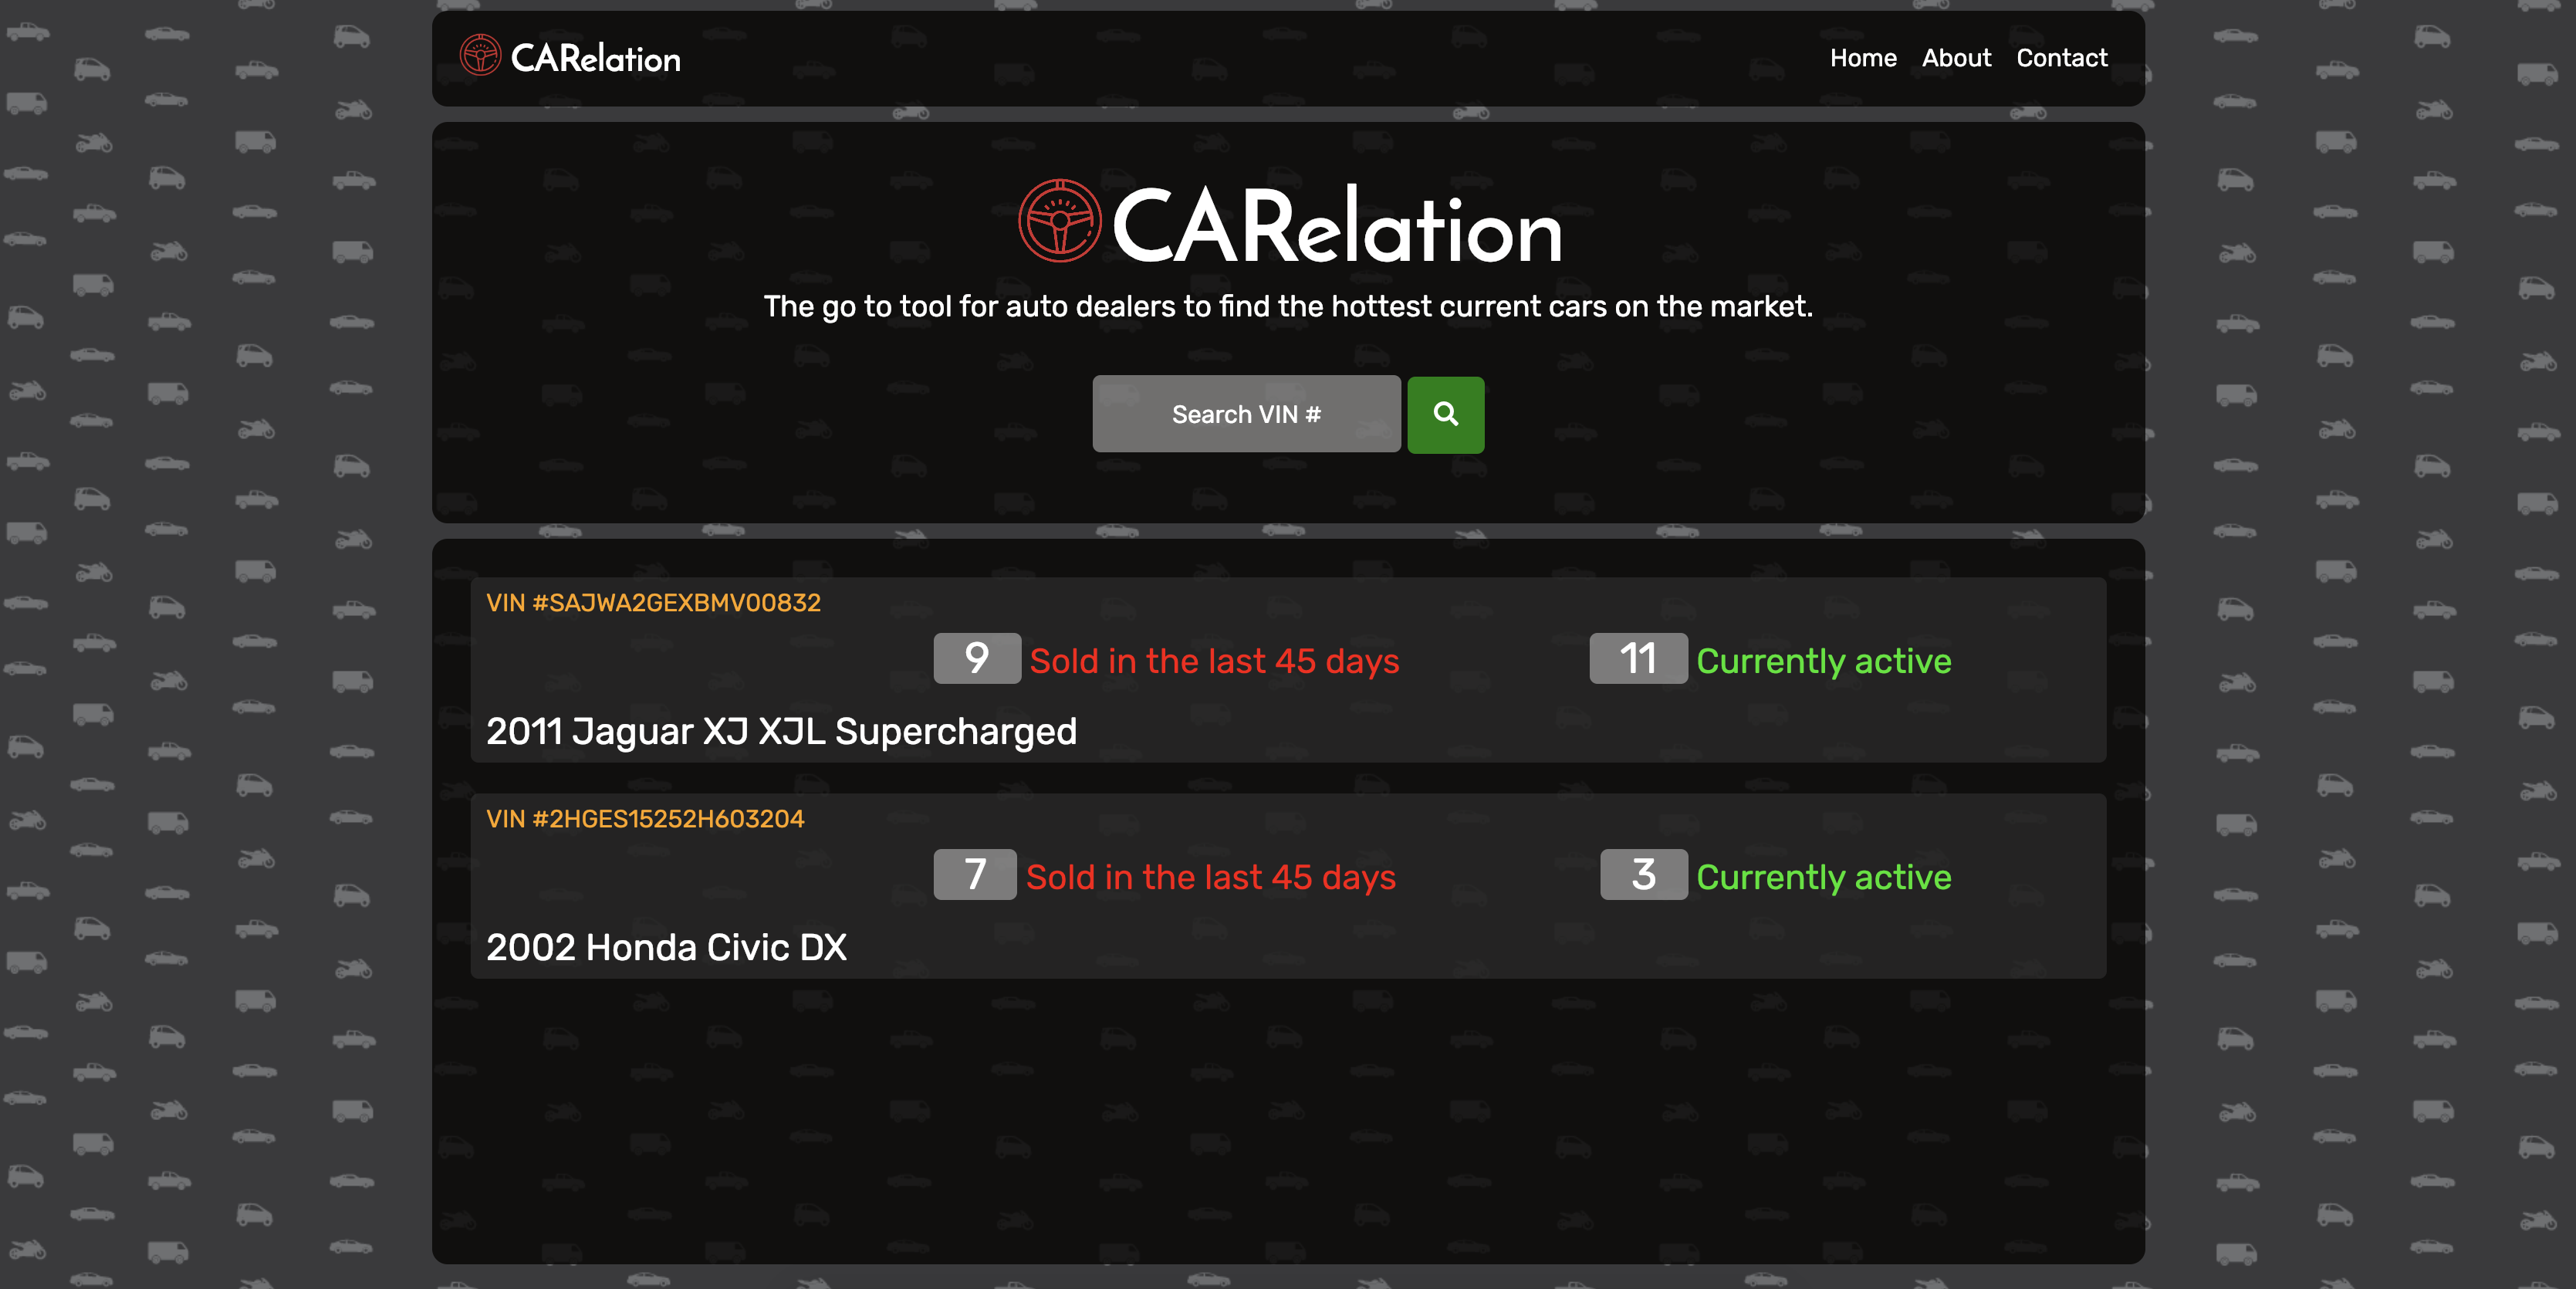 CARelation
Home About Contact
CARelation
The go to tool for auto dealers to find the hottest current cars on the market.
Search VIN #
VIN #SAJWA2GEXBMV00832
9 Sold in the last 45 days 11 Currently active
2011 Jaguar XJ XJL Supercharged
VIN #2HGES15252H603204
7 Sold in the last 45 days 3 Currently active
2002 Honda Civic DX